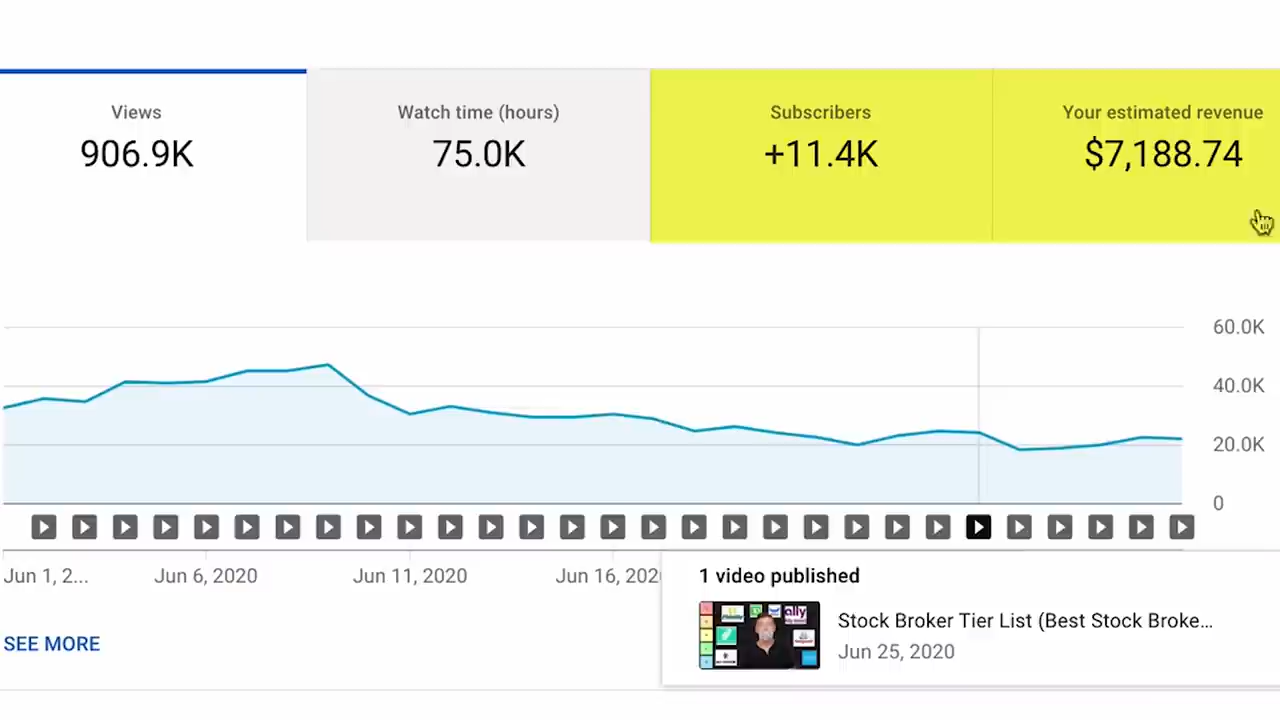 Views
906.9K
Watch time (hours)
75.0K
Subscribers
+11.4K
Your estimated revenue
$7,188.74
60.0K
40.0K
20.0K
0
Jun 1, 2...
Jun 6, 2020
Jun 11, 2020
Jun 16, 202
1 video published
Stock Broker Tier List (Best Stock Broke...
Jun 25, 2020
ally
SEE MORE